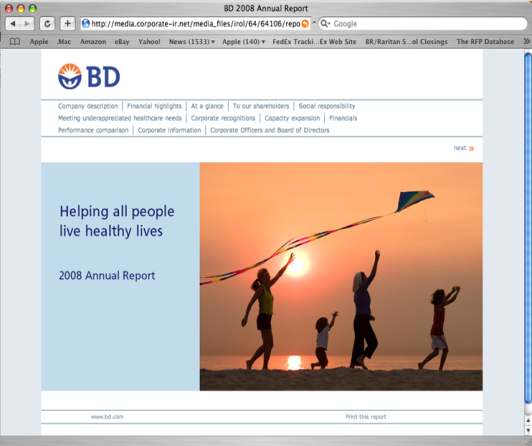 BD 2008 Annual Report
http://media.corporate-ir.net/media_files/irol/64/64106/repo
Google
Apple .Mac Amazon eBay Yahoo! News (1533) Apple (140) FedEx Tracki...Ex Web Site BR/Raritan S...ol Closings The RFP Database
BD
Company description | Financial highlights | At a glance | To our shareholders | Social responsibility
Meeting underappreciated healthcare needs | Corporate recognitions | Capacity expansion | Financials
Performance comparison | Corporate information | Corporate Officers and Board of Directors
next »
Helping all people
live healthy lives
2008 Annual Report
www.bd.com Print this report